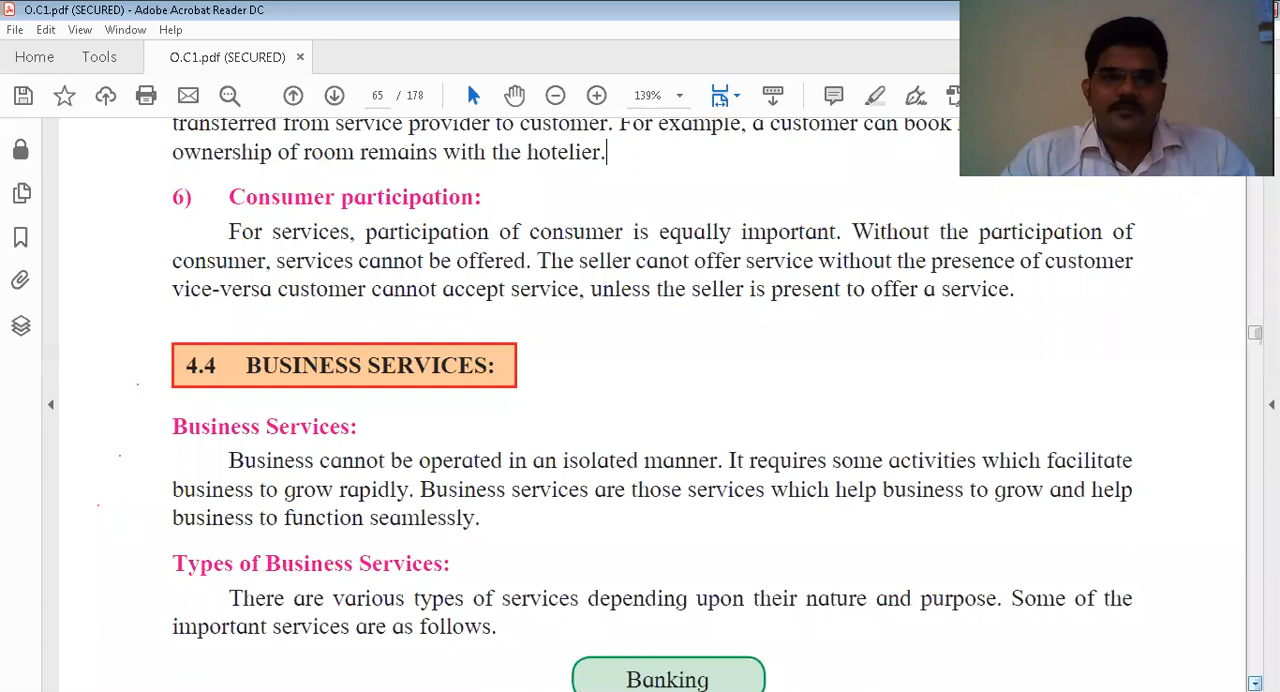 O.C1.pdf (SECURED) - Adobe Acrobat Reader DC
File Edit View Window Help
Home Tools O.C1.pdf (SECURED) ×
65 / 178 139%
transferred from service provider to customer. For example, a customer can book
ownership of room remains with the hotelier.
6) Consumer participation:
For services, participation of consumer is equally important. Without the participation of
consumer, services cannot be offered. The seller canot offer service without the presence of customer
vice-versa customer cannot accept service, unless the seller is present to offer a service.
4.4 BUSINESS SERVICES:
Business Services:
Business cannot be operated in an isolated manner. It requires some activities which facilitate
business to grow rapidly. Business services are those services which help business to grow and help
business to function seamlessly.
Types of Business Services:
There are various types of services depending upon their nature and purpose. Some of the
important services are as follows.
Banking